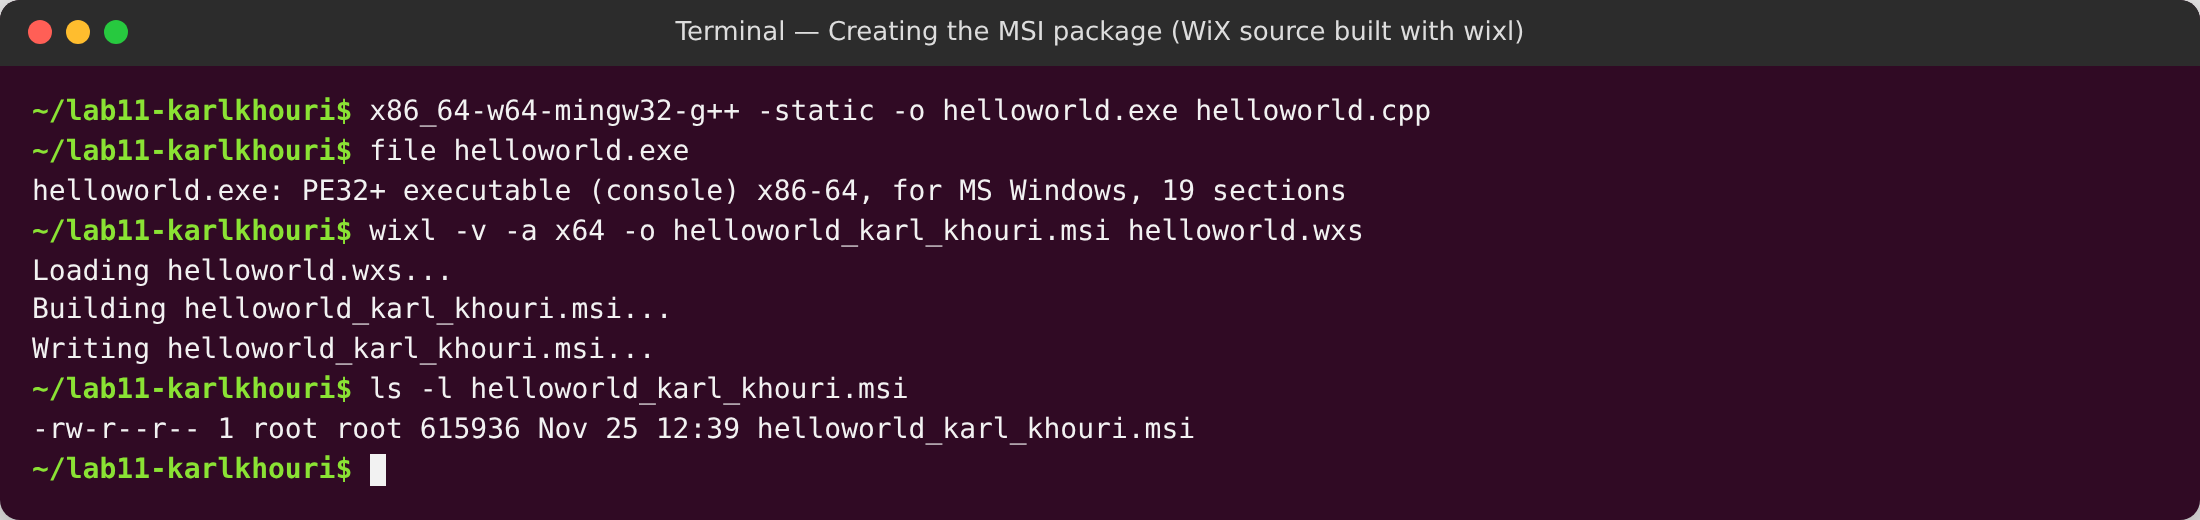 Terminal — Creating the MSI package (WiX source built with wixl)
~/lab11-karlkhouri$ x86_64-w64-mingw32-g++ -static -o helloworld.exe helloworld.cpp
~/lab11-karlkhouri$ file helloworld.exe
helloworld.exe: PE32+ executable (console) x86-64, for MS Windows, 19 sections
~/lab11-karlkhouri$ wixl -v -a x64 -o helloworld_karl_khouri.msi helloworld.wxs
Loading helloworld.wxs...
Building helloworld_karl_khouri.msi...
Writing helloworld_karl_khouri.msi...
~/lab11-karlkhouri$ ls -l helloworld_karl_khouri.msi
-rw-r--r-- 1 root root 615936 Nov 25 12:39 helloworld_karl_khouri.msi
~/lab11-karlkhouri$